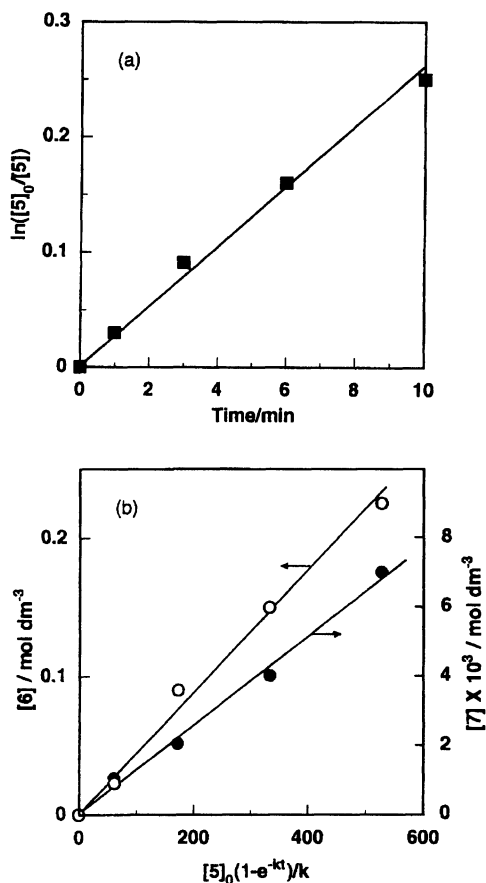 (a)
ln([5]₀/[5])
0.3
0.2
0.1
0
0 2 4 6 8 10
Time/min
(b)
[6] / mol dm⁻³
0.2
0.1
0
8
6
4
2
0
[7] X 10³ / mol dm⁻³
0 200 400 600
[5]₀(1-e⁻ᵏᵗ)/k